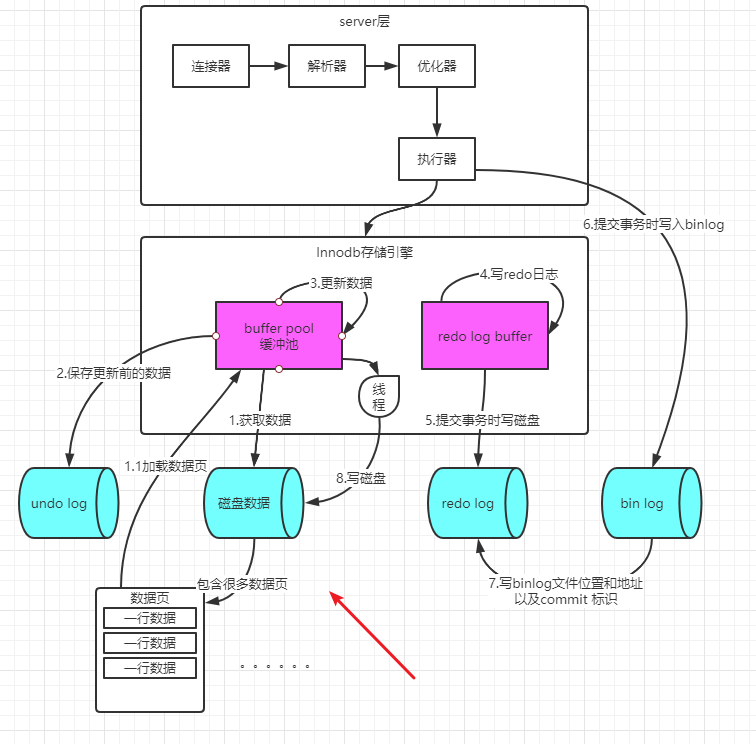 server层
连接器
解析器
优化器
执行器
6.提交事务时写入binlog
Innodb存储引擎
3.更新数据
4.写redo日志
buffer pool
缓冲池
redo log buffer
2.保存更新前的数据
线
程
1.获取数据
5.提交事务时写磁盘
1.1加载数据页
8.写磁盘
undo log
磁盘数据
redo log
bin log
包含很多数据页
7.写binlog文件位置和地址
以及commit 标识
数据页
一行数据
一行数据
一行数据
。。。。。。